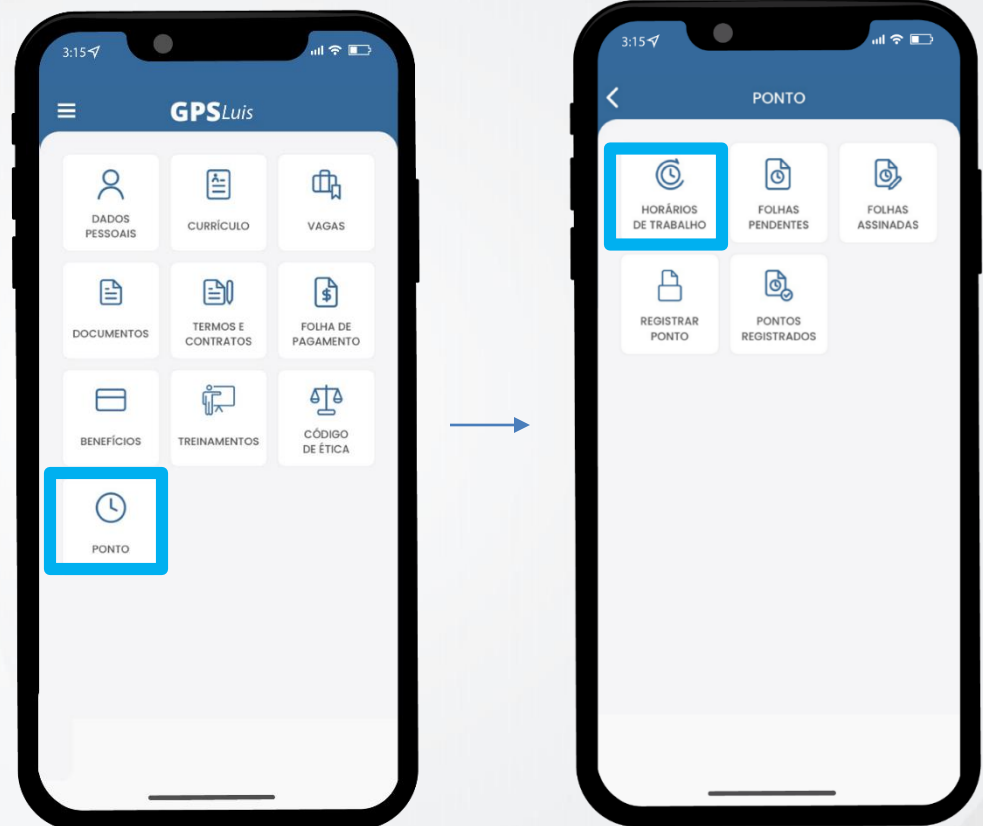 3:15
GPSLuis
DADOS
PESSOAIS
CURRÍCULO
VAGAS
DOCUMENTOS
TERMOS E
CONTRATOS
FOLHA DE
PAGAMENTO
BENEFÍCIOS
TREINAMENTOS
CÓDIGO
DE ÉTICA
PONTO
3:15
PONTO
HORÁRIOS
DE TRABALHO
FOLHAS
PENDENTES
FOLHAS
ASSINADAS
REGISTRAR
PONTO
PONTOS
REGISTRADOS